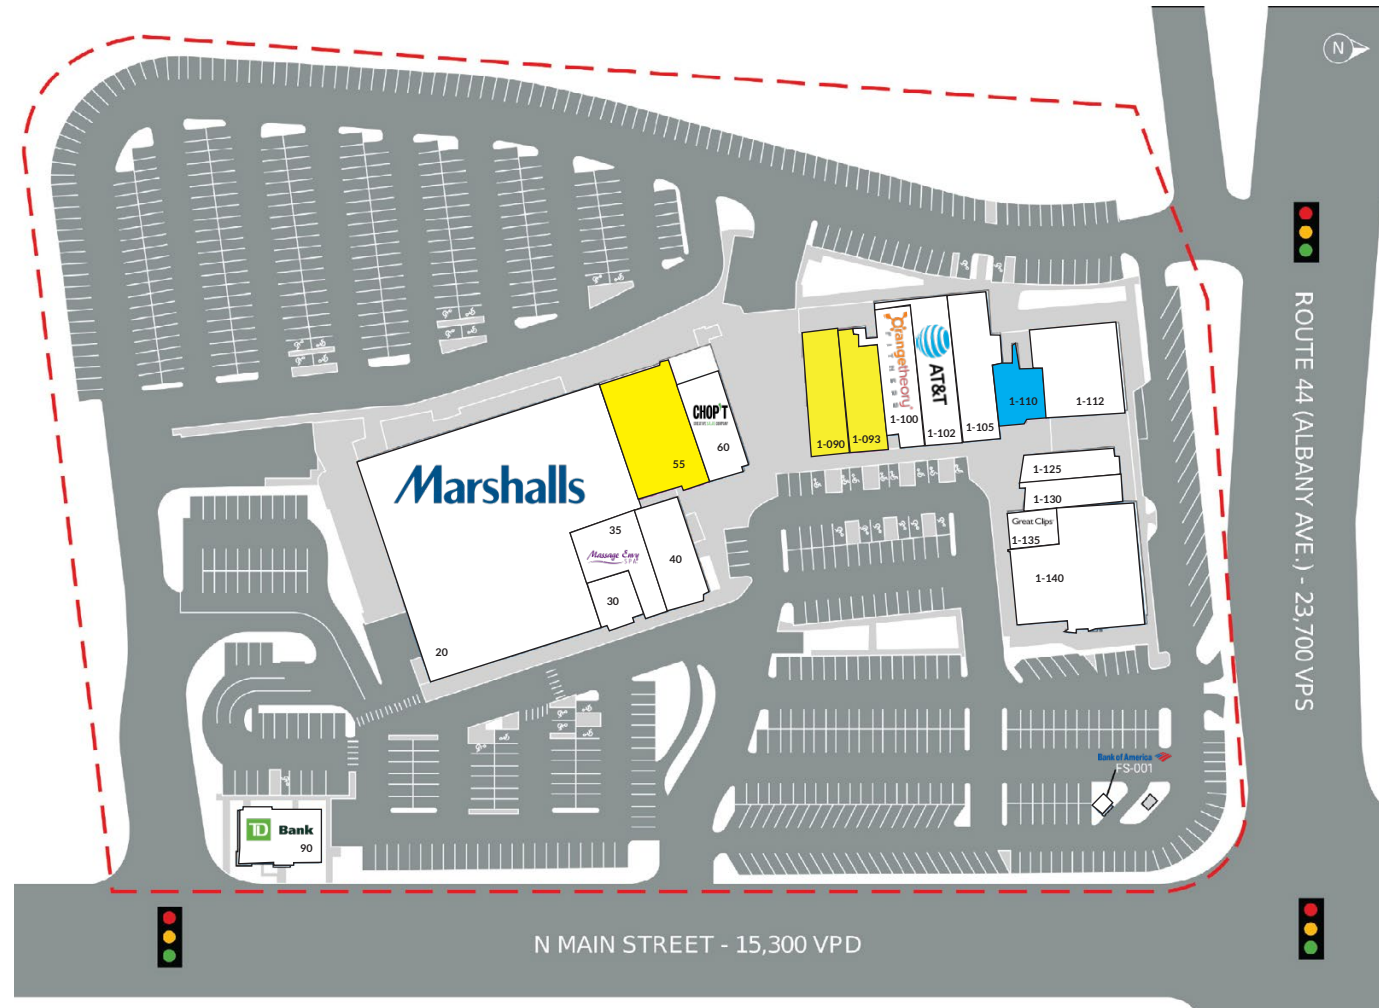 N
ROUTE 44 (ALBANY AVE.) - 23,700 VPS
Orangetheory
FITNESS
1-100
AT&T
1-102
1-105
1-090
1-093
1-110
1-112
1-125
1-130
Great Clips
1-135
1-140
CHOP'T
60
55
Marshalls
20
35
Massage Envy
SPA
40
30
Bank of America
FS-001
TD Bank
90
N MAIN STREET - 15,300 VPD